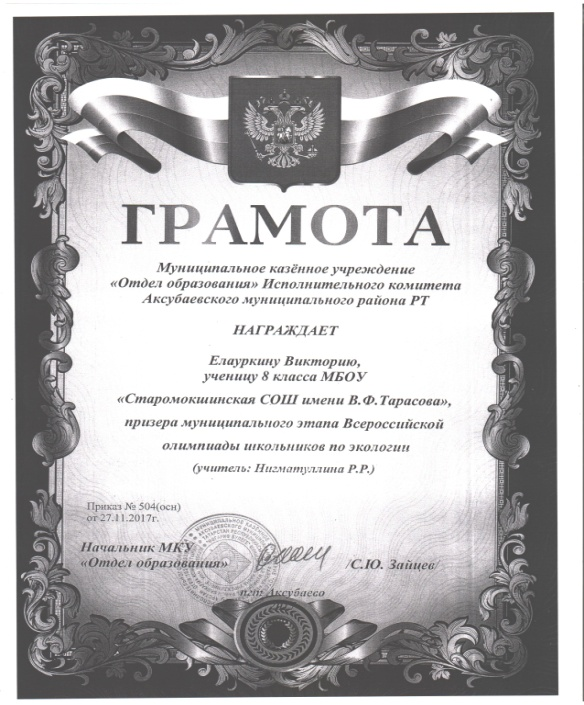 ГРАМОТА
Муниципальное казённое учреждение
«Отдел образования» Исполнительного комитета
Аксубаевского муниципального района РТ
НАГРАЖДАЕТ
Елауркину Викторию,
ученицу 8 класса МБОУ
«Старомокшинская СОШ имени В.Ф.Тарасова»,
призера муниципального этапа Всероссийской
олимпиады школьников по экологии
(учитель: Нигматуллина Р.Р.)
Приказ № 504(осн)
от 27.11.2017г.
Начальник МКУ
«Отдел образования» /С.Ю. Зайцев/
пгт. Аксубаево